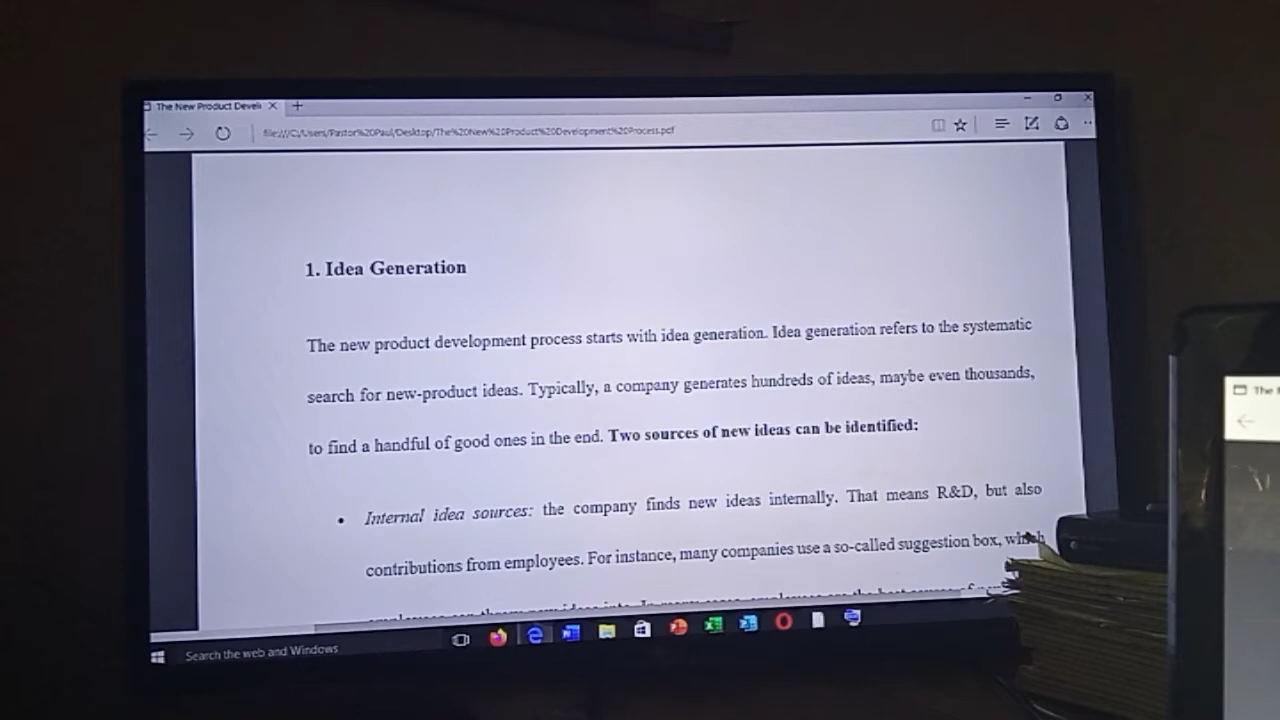 The New Product Devel
file:///C:/Users/Pastor%20Paul/Desktop/The%20New%20Product%20Development%20Process.pdf
1. Idea Generation
The new product development process starts with idea generation. Idea generation refers to the systematic
search for new-product ideas. Typically, a company generates hundreds of ideas, maybe even thousands,
to find a handful of good ones in the end. Two sources of new ideas can be identified:
• Internal idea sources: the company finds new ideas internally. That means R&D, but also
contributions from employees. For instance, many companies use a so-called suggestion box, which
Search the web and Windows
The